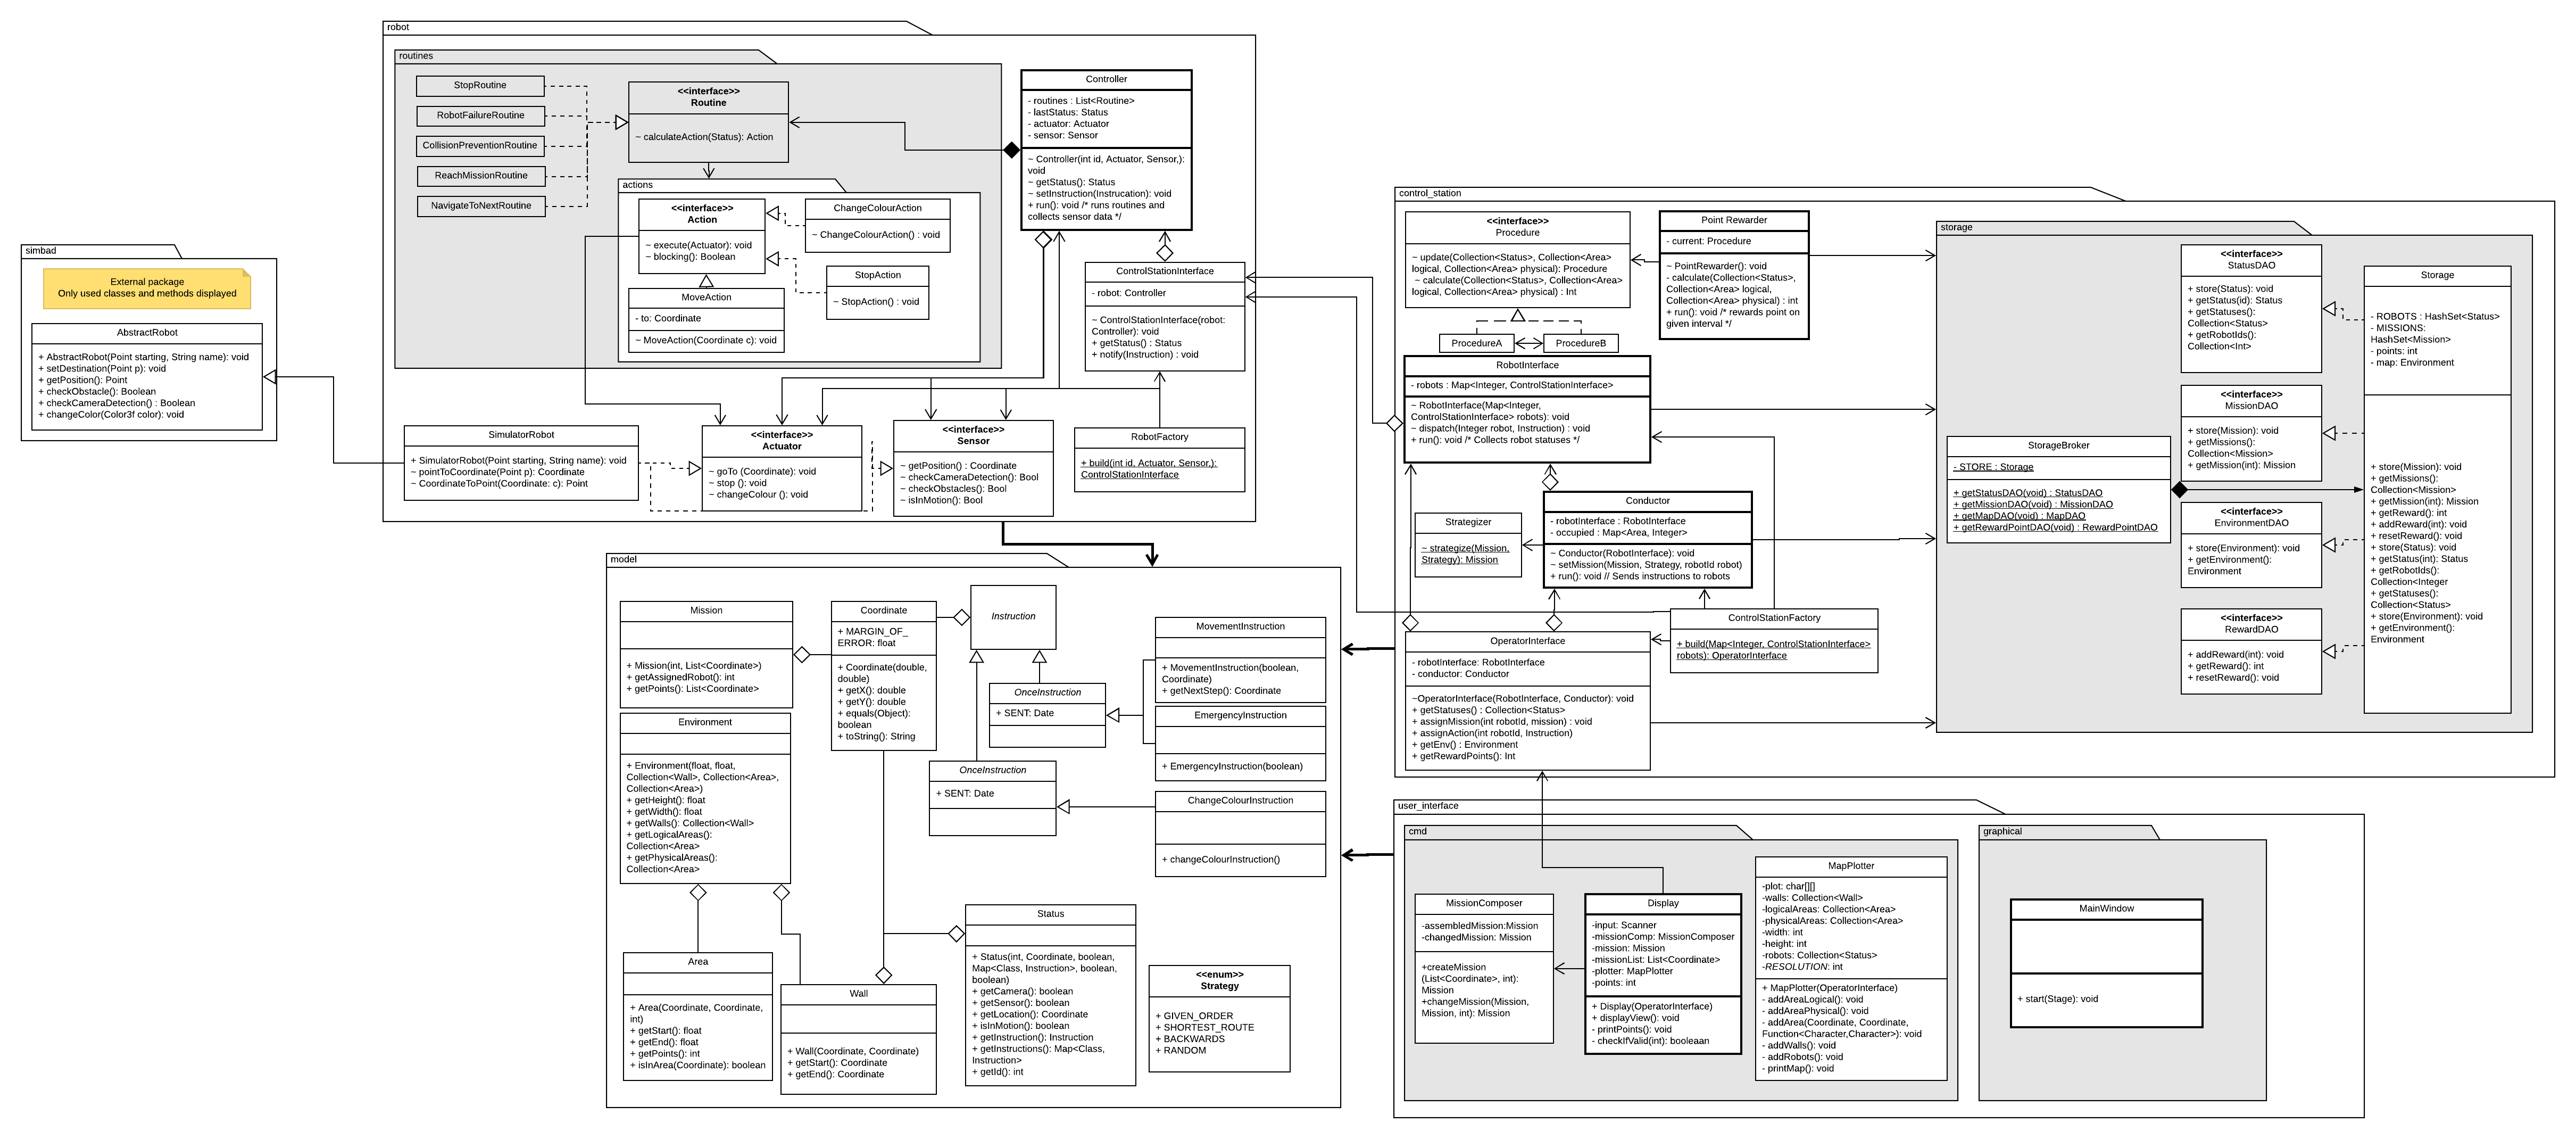 robot
routines
StopRoutine
RobotFailureRoutine
CollisionPreventionRoutine
ReachMissionRoutine
NavigateToNextRoutine
<<interface>>
Routine
~ calculateAction(Status): Action
actions
<<interface>>
Action
~ execute(Actuator): void
~ blocking(): Boolean
ChangeColourAction
~ ChangeColourAction() : void
StopAction
~ StopAction() : void
MoveAction
- to: Coordinate
~ MoveAction(Coordinate c): void
Controller
- routines : List<Routine>
- lastStatus: Status
- actuator: Actuator
- sensor: Sensor
~ Controller(int id, Actuator, Sensor,):
void
~ getStatus(): Status
~ setInstruction(Instrucation): void
+ run(): void /* runs routines and
collects sensor data */
ControlStationInterface
- robot: Controller
~ ControlStationInterface(robot:
Controller): void
+ getStatus() : Status
+ notify(Instruction) : void
RobotFactory
+ build(int id, Actuator, Sensor,):
ControlStationInterface
SimulatorRobot
+ SimulatorRobot(Point starting, String name): void
~ pointToCoordinate(Point p): Coordinate
~ CoordinateToPoint(Coordinate: c): Point
<<interface>>
Actuator
~ goTo (Coordinate): void
~ stop (): void
~ changeColour (): void
<<interface>>
Sensor
~ getPosition() : Coordinate
~ checkCameraDetection(): Bool
~ checkObstacles(): Bool
~ isInMotion(): Bool
simbad
External package
Only used classes and methods displayed
AbstractRobot
+ AbstractRobot(Point starting, String name): void
+ setDestination(Point p): void
+ getPosition(): Point
+ checkObstacle(): Boolean
+ checkCameraDetection() : Boolean
+ changeColor(Color3f color): void
model
Mission
+ Mission(int, List<Coordinate>)
+ getAssignedRobot(): int
+ getPoints(): List<Coordinate>
Coordinate
+ MARGIN_OF_
ERROR: float
+ Coordinate(double,
double)
+ getX(): double
+ getY(): double
+ equals(Object):
boolean
+ toString(): String
Instruction
OnceInstruction
+ SENT: Date
OnceInstruction
+ SENT: Date
MovementInstruction
+ MovementInstruction(boolean,
Coordinate)
+ getNextStep(): Coordinate
EmergencyInstruction
+ EmergencyInstruction(boolean)
ChangeColourInstruction
+ changeColourInstruction()
Environment
+ Environment(float, float,
Collection<Wall>, Collection<Area>,
Collection<Area>)
+ getHeight(): float
+ getWidth(): float
+ getWalls(): Collection<Wall>
+ getLogicalAreas():
Collection<Area>
+ getPhysicalAreas():
Collection<Area>
Area
+ Area(Coordinate, Coordinate,
int)
+ getStart(): float
+ getEnd(): float
+ getPoints(): int
+ isInArea(Coordinate): boolean
Wall
+ Wall(Coordinate, Coordinate)
+ getStart(): Coordinate
+ getEnd(): Coordinate
Status
+ Status(int, Coordinate, boolean,
Map<Class, Instruction>, boolean,
boolean)
+ getCamera(): boolean
+ getSensor(): boolean
+ getLocation(): Coordinate
+ isInMotion(): boolean
+ getInstruction(): Instruction
+ getInstructions(): Map<Class,
Instruction>
+ getId(): int
<<enum>>
Strategy
+ GIVEN_ORDER
+ SHORTEST_ROUTE
+ BACKWARDS
+ RANDOM
control_station
<<interface>>
Procedure
~ update(Collection<Status>, Collection<Area>
logical, Collection<Area> physical): Procedure
~ calculate(Collection<Status>, Collection<Area>
logical, Collection<Area> physical) : Int
ProcedureA
ProcedureB
Point Rewarder
- current: Procedure
~ PointRewarder(): void
- calculate(Collection<Status>,
Collection<Area> logical,
Collection<Area> physical) : int
+ run(): void /* rewards point on
given interval */
RobotInterface
- robots : Map<Integer, ControlStationInterface>
~ RobotInterface(Map<Integer,
ControlStationInterface> robots): void
~ dispatch(Integer robot, Instruction) : void
+ run(): void /* Collects robot statuses */
Strategizer
~ strategize(Mission,
Strategy): Mission
Conductor
- robotInterface : RobotInterface
- occupied : Map<Area, Integer>
~ Conductor(RobotInterface): void
~ setMission(Mission, Strategy, robotId robot)
+ run(): void // Sends instructions to robots
ControlStationFactory
+ build(Map<Integer, ControlStationInterface>
robots): OperatorInterface
OperatorInterface
- robotInterface: RobotInterface
- conductor: Conductor
~OperatorInterface(RobotInterface, Conductor): void
+ getStatuses() : Collection<Status>
+ assignMission(int robotId, mission) : void
+ assignAction(int robotId, Instruction)
+ getEnv() : Environment
+ getRewardPoints(): Int
storage
StorageBroker
- STORE : Storage
+ getStatusDAO(void) : StatusDAO
+ getMissionDAO(void) : MissionDAO
+ getMapDAO(void) : MapDAO
+ getRewardPointDAO(void) : RewardPointDAO
<<interface>>
StatusDAO
+ store(Status): void
+ getStatus(id): Status
+ getStatuses():
Collection<Status>
+ getRobotIds():
Collection<Int>
<<interface>>
MissionDAO
+ store(Mission): void
+ getMissions():
Collection<Mission>
+ getMission(int): Mission
<<interface>>
EnvironmentDAO
+ store(Environment): void
+ getEnvironment():
Environment
<<interface>>
RewardDAO
+ addReward(int): void
+ getReward(): int
+ resetReward(): void
Storage
- ROBOTS : HashSet<Status>
- MISSIONS:
HashSet<Mission>
- points: int
- map: Environment
+ store(Mission): void
+ getMissions():
Collection<Mission>
+ getMission(int): Mission
+ getReward(): int
+ addReward(int): void
+ resetReward(): void
+ store(Status): void
+ getStatus(int): Status
+ getRobotIds():
Collection<Integer
+ getStatuses():
Collection<Status>
+ store(Environment): void
+ getEnvironment():
Environment
user_interface
cmd
MissionComposer
-assembledMission:Mission
-changedMission: Mission
+createMission
(List<Coordinate>, int):
Mission
+changeMission(Mission,
Mission, int): Mission
Display
-input: Scanner
-missionComp: MissionComposer
-mission: Mission
-missionList: List<Coordinate>
-plotter: MapPlotter
-points: int
+ Display(OperatorInterface)
+ displayView(): void
- printPoints(): void
- checkIfValid(int): booleaan
MapPlotter
-plot: char[][]
-walls: Collection<Wall>
-logicalAreas: Collection<Area>
-physicalAreas: Collection<Area>
-width: int
-height: int
-robots: Collection<Status>
-RESOLUTION: int
+ MapPlotter(OperatorInterface)
- addAreaLogical(): void
- addAreaPhysical(): void
- addArea(Coordinate, Coordinate,
Function<Character,Character>): void
- addWalls(): void
- addRobots(): void
- printMap(): void
graphical
MainWindow
+ start(Stage): void